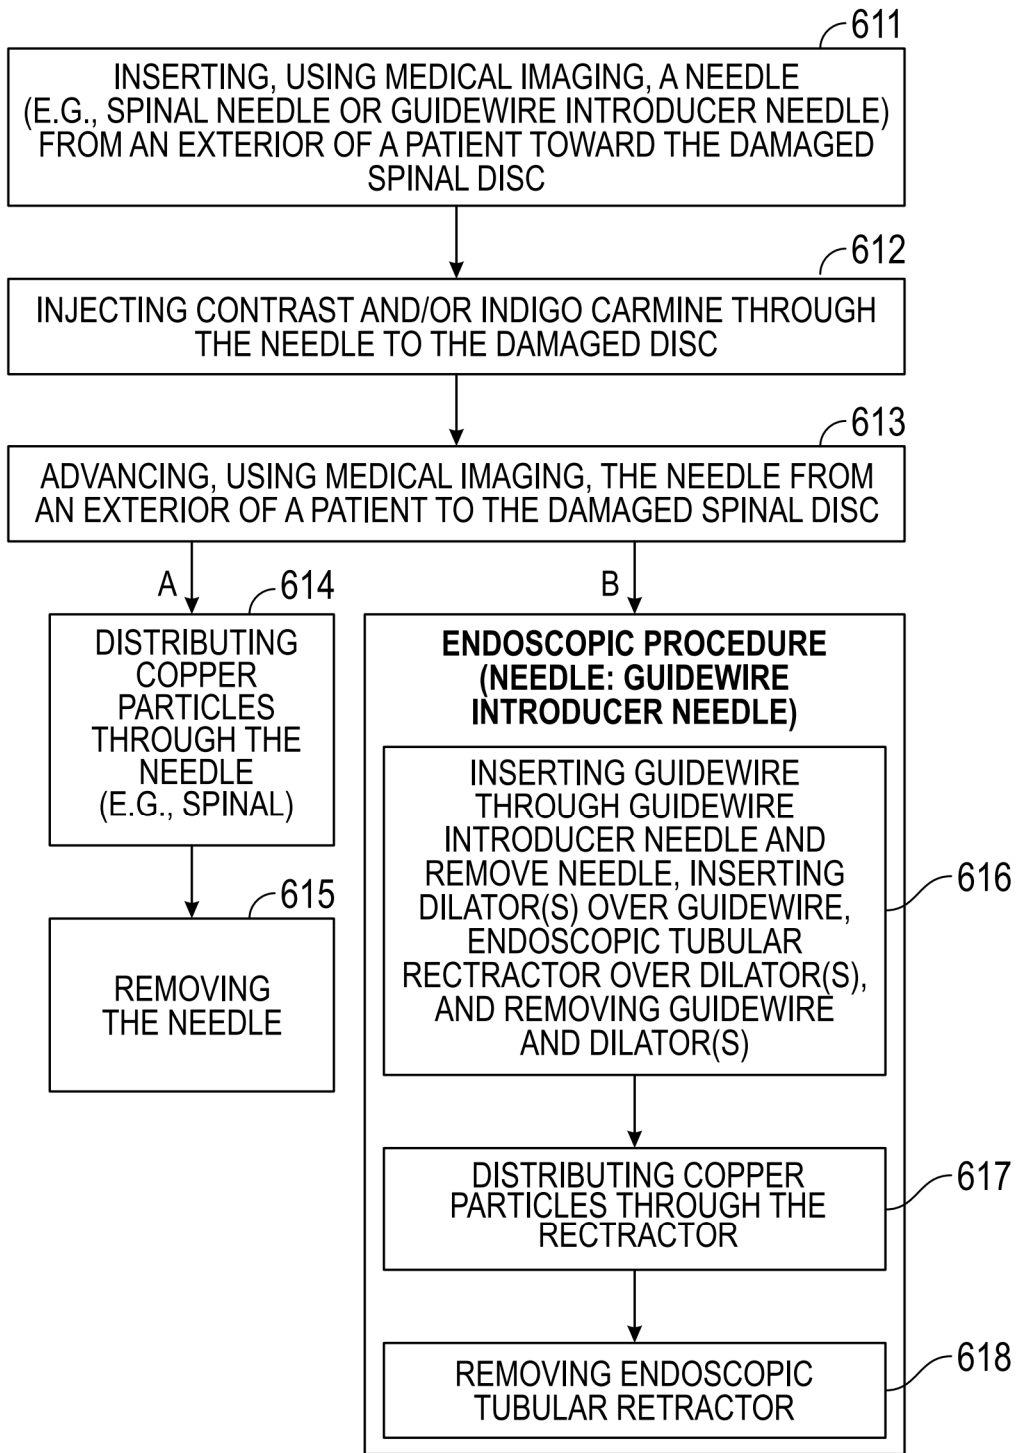 611
INSERTING, USING MEDICAL IMAGING, A NEEDLE
(E.G., SPINAL NEEDLE OR GUIDEWIRE INTRODUCER NEEDLE)
FROM AN EXTERIOR OF A PATIENT TOWARD THE DAMAGED
SPINAL DISC
612
INJECTING CONTRAST AND/OR INDIGO CARMINE THROUGH
THE NEEDLE TO THE DAMAGED DISC
613
ADVANCING, USING MEDICAL IMAGING, THE NEEDLE FROM
AN EXTERIOR OF A PATIENT TO THE DAMAGED SPINAL DISC
A
614
DISTRIBUTING
COPPER
PARTICLES
THROUGH THE
NEEDLE
(E.G., SPINAL)
615
REMOVING
THE NEEDLE
B
ENDOSCOPIC PROCEDURE
(NEEDLE: GUIDEWIRE
INTRODUCER NEEDLE)
INSERTING GUIDEWIRE
THROUGH GUIDEWIRE
INTRODUCER NEEDLE AND
REMOVE NEEDLE, INSERTING
DILATOR(S) OVER GUIDEWIRE,
ENDOSCOPIC TUBULAR
RECTRACTOR OVER DILATOR(S),
AND REMOVING GUIDEWIRE
AND DILATOR(S)
616
DISTRIBUTING COPPER
PARTICLES THROUGH THE
RECTRACTOR
617
REMOVING ENDOSCOPIC
TUBULAR RETRACTOR
618